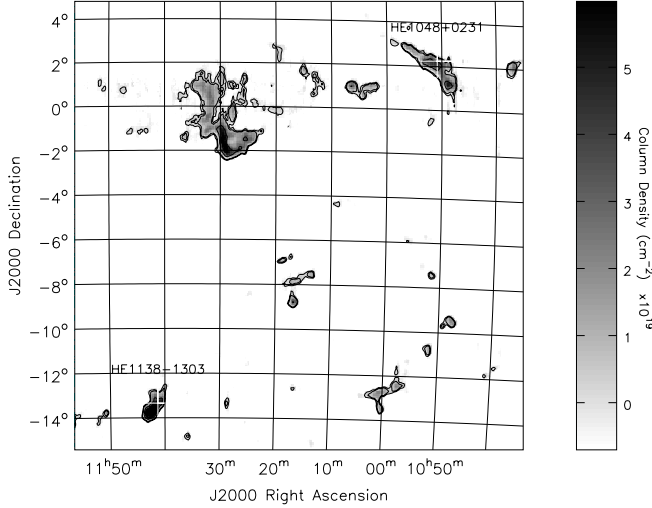 HE1048+0231
4°
2°
0°
−2°
−4°
−6°
−8°
−10°
−12°
−14°
J2000 Declination
HE1138−1303
11ʰ50ᵐ 30ᵐ 20ᵐ 10ᵐ 00ᵐ 10ʰ50ᵐ
J2000 Right Ascension
5
4
3
2
1
0
Column Density (cm⁻²) x10¹⁹